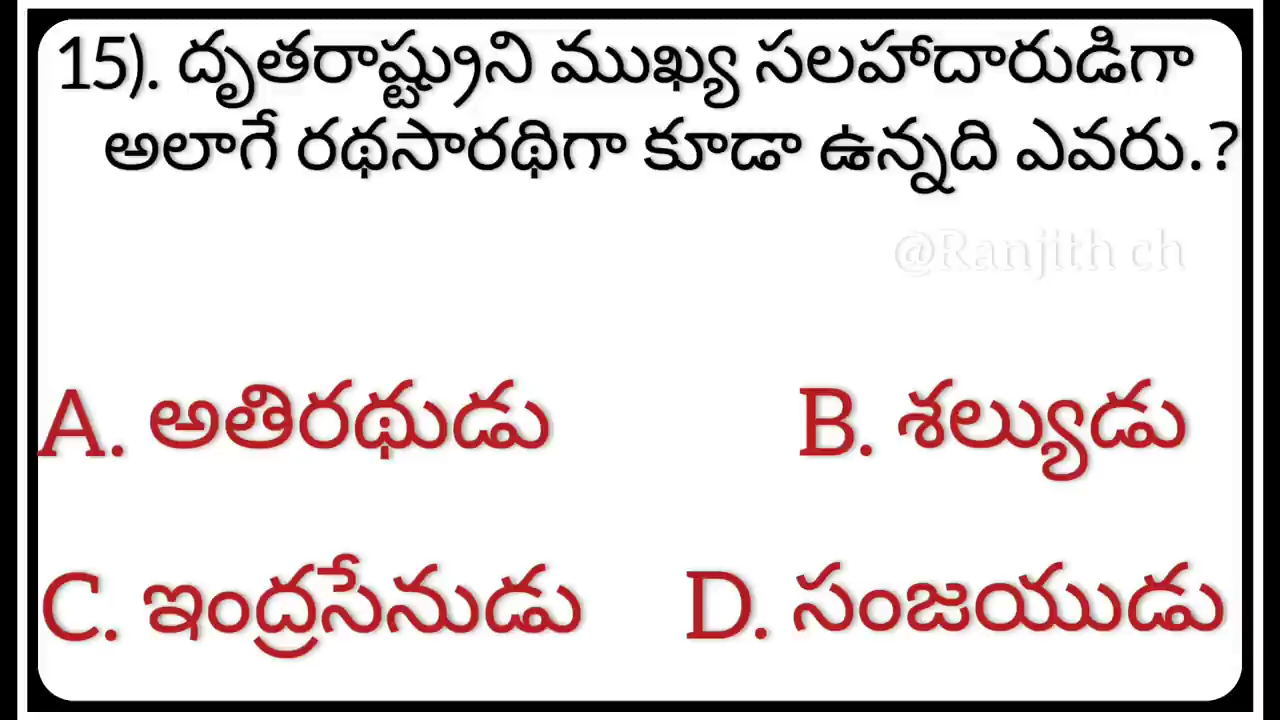 15). దృతరాష్ట్రుని ముఖ్య సలహాదారుడిగా
అలాగే రథసారథిగా కూడా ఉన్నది ఎవరు.?
@Ranjith ch
A. అతిరథుడు B. శల్యుడు
C. ఇంద్రసేనుడు D. సంజయుడు